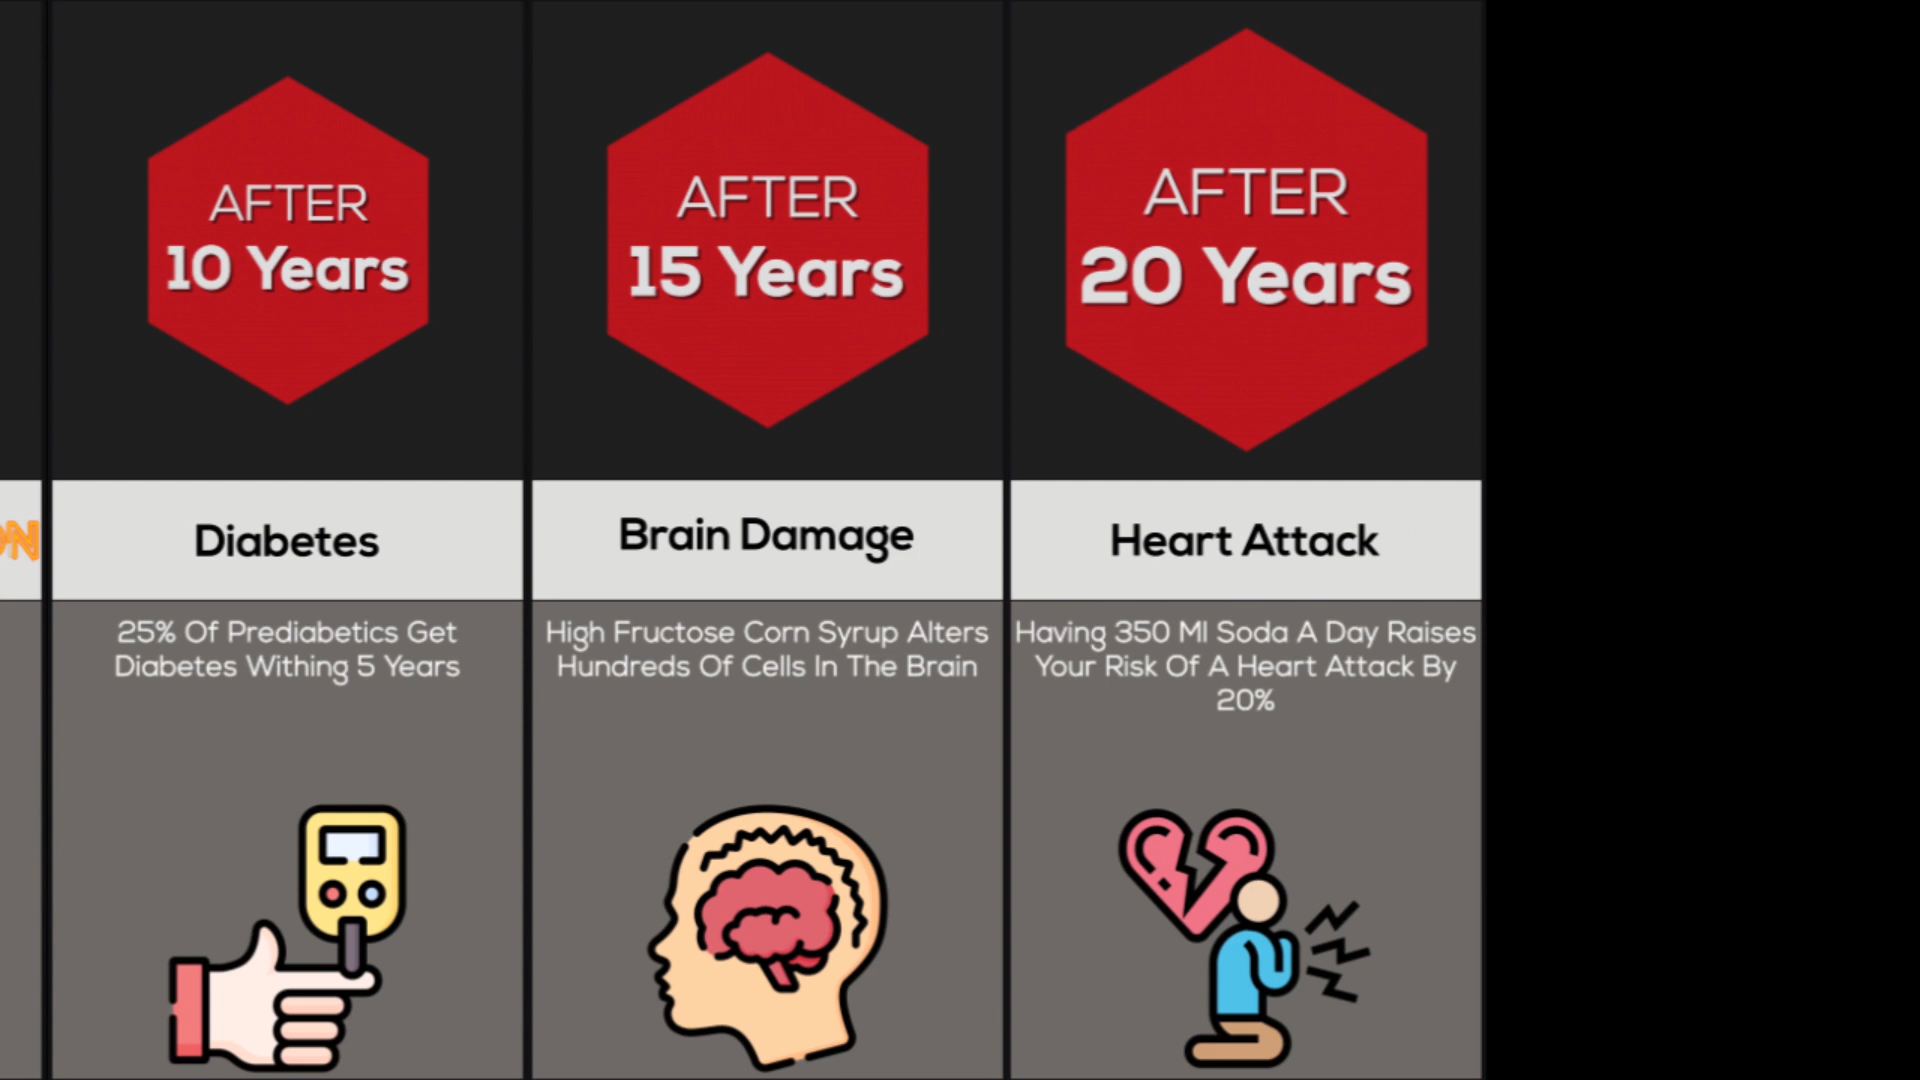 AFTER
10 Years
AFTER
15 Years
AFTER
20 Years
Diabetes
Brain Damage
Heart Attack
25% Of Prediabetics Get
Diabetes Withing 5 Years
High Fructose Corn Syrup Alters
Hundreds Of Cells In The Brain
Having 350 Ml Soda A Day Raises
Your Risk Of A Heart Attack By
20%